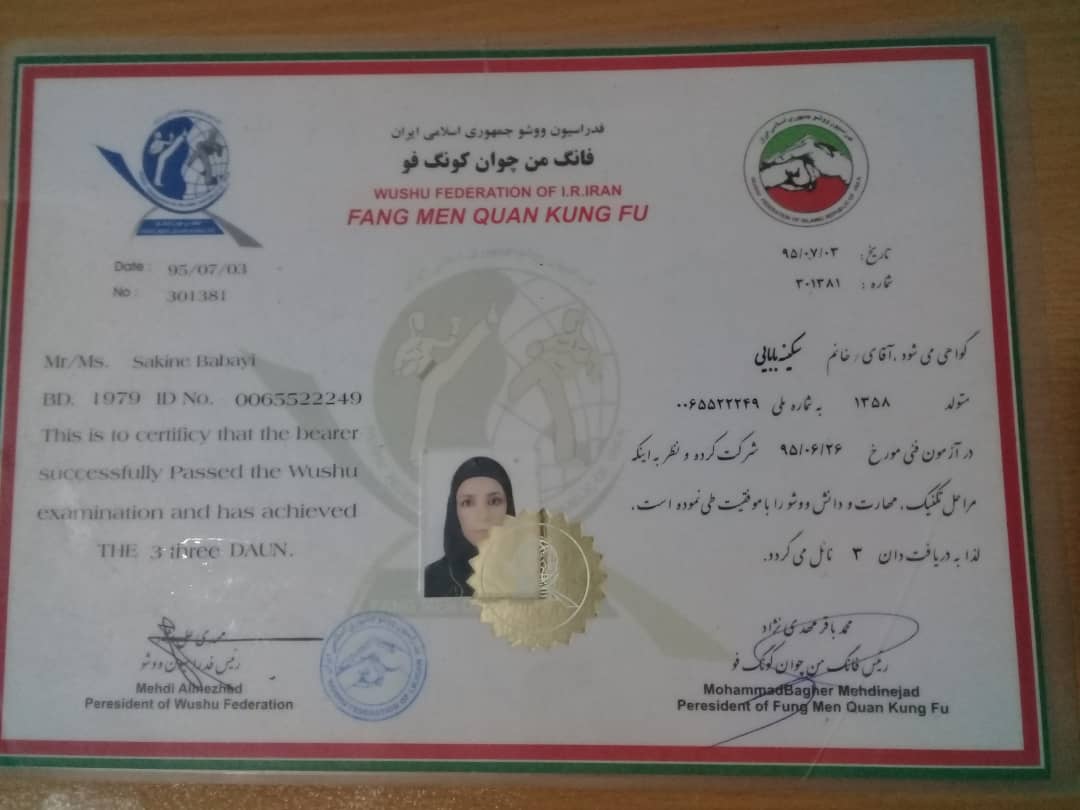 فدراسیون ووشو جمهوری اسلامی ایران
فانگ من چوان کونگ فو
WUSHU FEDERATION OF I.R.IRAN
FANG MEN QUAN KUNG FU
Date : 95/07/03
No : 301381
تاریخ : ۹۵/۰۷/۰۳
شماره : ۳۰۱۳۸۱
Mr/Ms. Sakine Babayi
BD. 1979 ID No. 0065522249
This is to certificy that the bearer
successfully Passed the Wushu
examination and has achieved
THE 3 three DAUN.
گواهی می شود ، آقای / خانم سکینه بابایی
متولد ۱۳۵۸ به شماره ملی ۰۰۶۵۵۲۲۲۴۹
در آزمون فنی مورخ ۹۵/۰۶/۲۶ شرکت کرده و نظر به اینکه
مراحل تکنیک، مهارت و دانش ووشو را با موفقیت طی نموده است.
لذا به دریافت دان ۳ نائل می گردد.
مهدی
رئیس فدراسیون ووشو
Mehdi Alinezhad
Peresident of Wushu Federation
محمد باقر مهدی نژاد
رئیس فانگ من چوان کونگ فو
MohammadBagher Mehdinejad
Peresident of Fung Men Quan Kung Fu